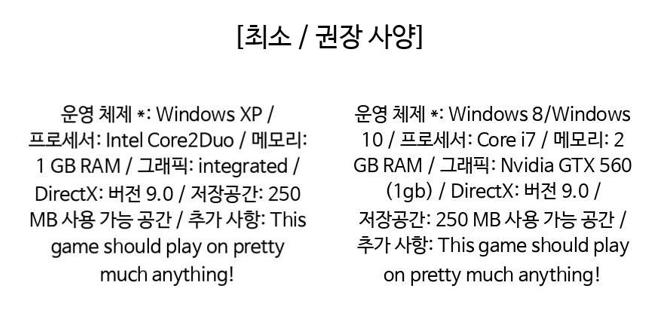 [최소 / 권장 사양]
운영 체제 *: Windows XP /
프로세서: Intel Core2Duo / 메모리:
1 GB RAM / 그래픽: integrated /
DirectX: 버전 9.0 / 저장공간: 250
MB 사용 가능 공간 / 추가 사항: This
game should play on pretty
much anything!
운영 체제 *: Windows 8/Windows
10 / 프로세서: Core i7 / 메모리: 2
GB RAM / 그래픽: Nvidia GTX 560
(1gb) / DirectX: 버전 9.0 /
저장공간: 250 MB 사용 가능 공간 /
추가 사항: This game should play
on pretty much anything!